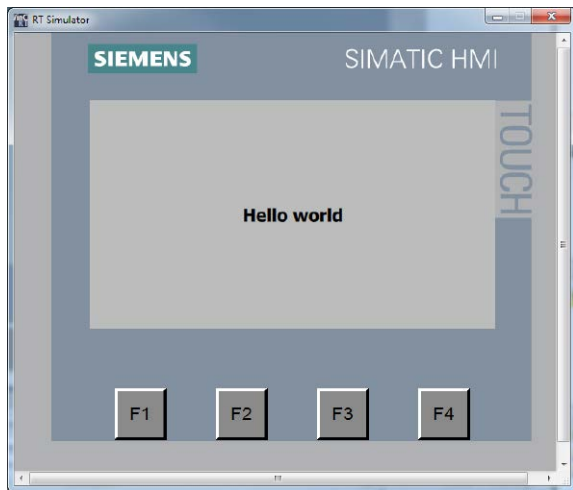 RT Simulator
SIEMENS
SIMATIC HMI
TOUCH
Hello world
F1 F2 F3 F4